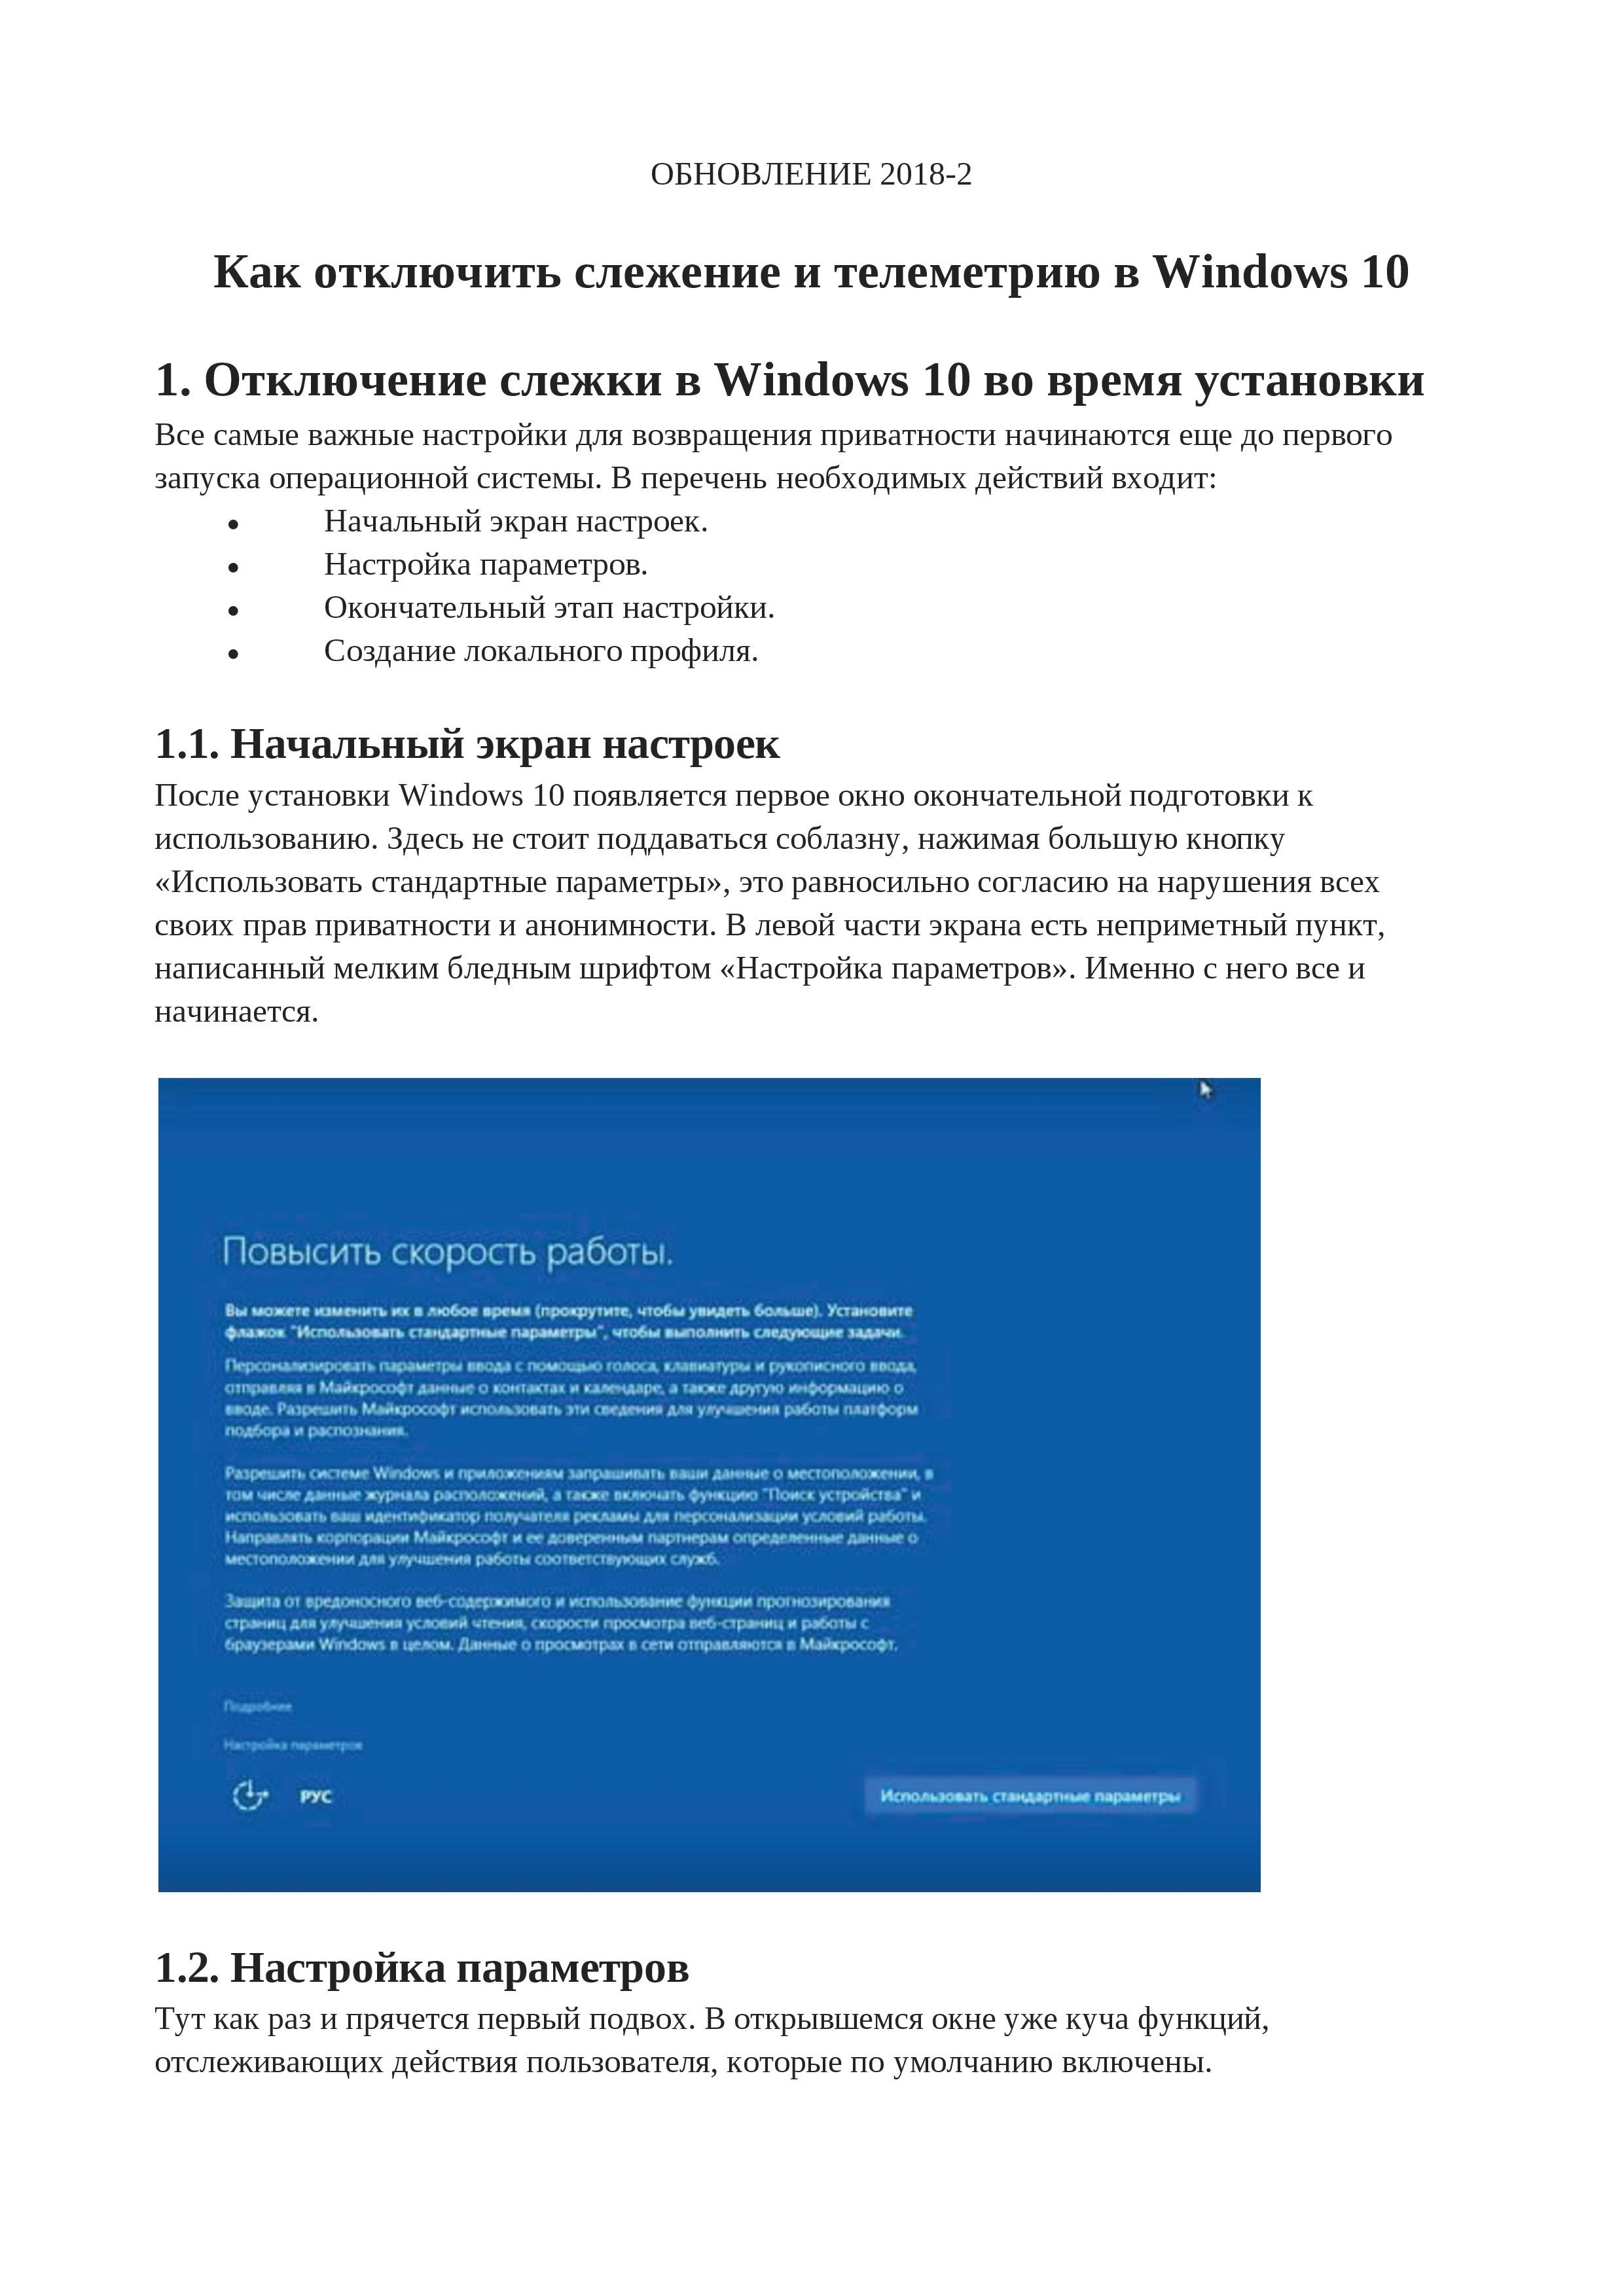 ОБНОВЛЕНИЕ 2018-2
Как отключить слежение и телеметрию в Windows 10
1. Отключение слежки в Windows 10 во время установки
Все самые важные настройки для возвращения приватности начинаются еще до первого
запуска операционной системы. В перечень необходимых действий входит:
● Начальный экран настроек.
● Настройка параметров.
● Окончательный этап настройки.
● Создание локального профиля.
1.1. Начальный экран настроек
После установки Windows 10 появляется первое окно окончательной подготовки к
использованию. Здесь не стоит поддаваться соблазну, нажимая большую кнопку
«Использовать стандартные параметры», это равносильно согласию на нарушения всех
своих прав приватности и анонимности. В левой части экрана есть неприметный пункт,
написанный мелким бледным шрифтом «Настройка параметров». Именно с него все и
начинается.
Повысить скорость работы.
Вы можете изменить их в любое время (прокрутите, чтобы увидеть больше). Установите
флажок "Использовать стандартные параметры", чтобы выполнить следующие задачи.
Персонализировать параметры ввода с помощью голоса, клавиатуры и рукописного ввода,
отправляя в Майкрософт данные о контактах и календаре, а также другую информацию о
вводе. Разрешить Майкрософт использовать эти сведения для улучшения работы платформ
подбора и распознания.
Разрешить системе Windows и приложениям запрашивать ваши данные о местоположении, в
том числе данные журнала расположений, а также включать функцию "Поиск устройства" и
использовать ваш идентификатор получателя рекламы для персонализации условий работы.
Направлять корпорации Майкрософт и ее доверенным партнерам определенные данные о
местоположении для улучшения работы соответствующих служб.
Защита от вредоносного веб-содержимого и использование функции прогнозирования
страниц для улучшения условий чтения, скорости просмотра веб-страниц и работы с
браузерами Windows в целом. Данные о просмотрах в сети отправляются в Майкрософт.
Подробнее
Настройка параметров
РУС
Использовать стандартные параметры
1.2. Настройка параметров
Тут как раз и прячется первый подвох. В открывшемся окне уже куча функций,
отслеживающих действия пользователя, которые по умолчанию включены.